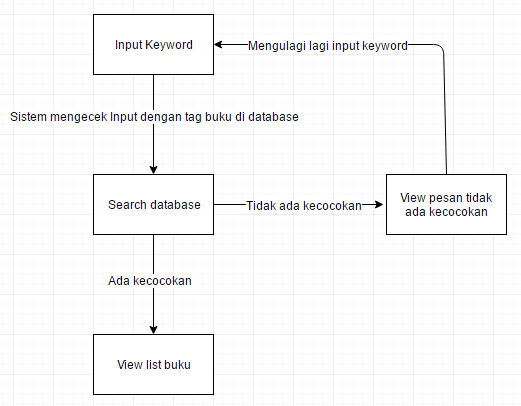 Input Keyword
Mengulagi lagi input keyword
Sistem mengecek Input dengan tag buku di database
Search database
Tidak ada kecocokan
View pesan tidak
ada kecocokan
Ada kecocokan
View list buku